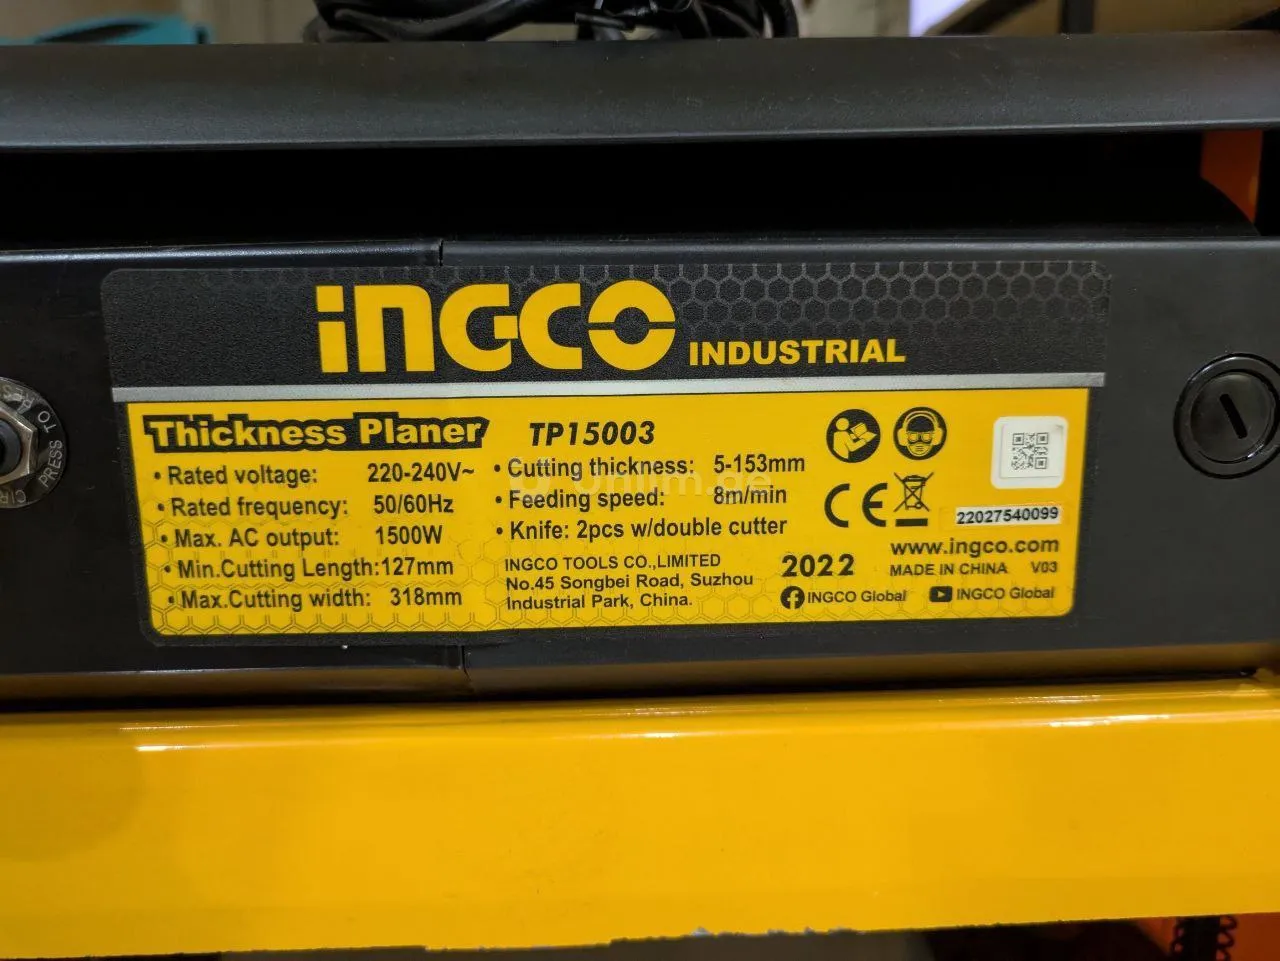 INGCO INDUSTRIAL
Thickness Planer TP15003
• Rated voltage: 220-240V~
• Rated frequency: 50/60Hz
• Max. AC output: 1500W
• Min.Cutting Length:127mm
• Max.Cutting width: 318mm
• Cutting thickness: 5-153mm
• Feeding speed: 8m/min
• Knife: 2pcs w/double cutter
INGCO TOOLS CO.,LIMITED
No.45 Songbei Road, Suzhou
Industrial Park, China.
CE
22027540099
2022
www.ingco.com
MADE IN CHINA V03
INGCO Global
INGCO Global
PRESS TO